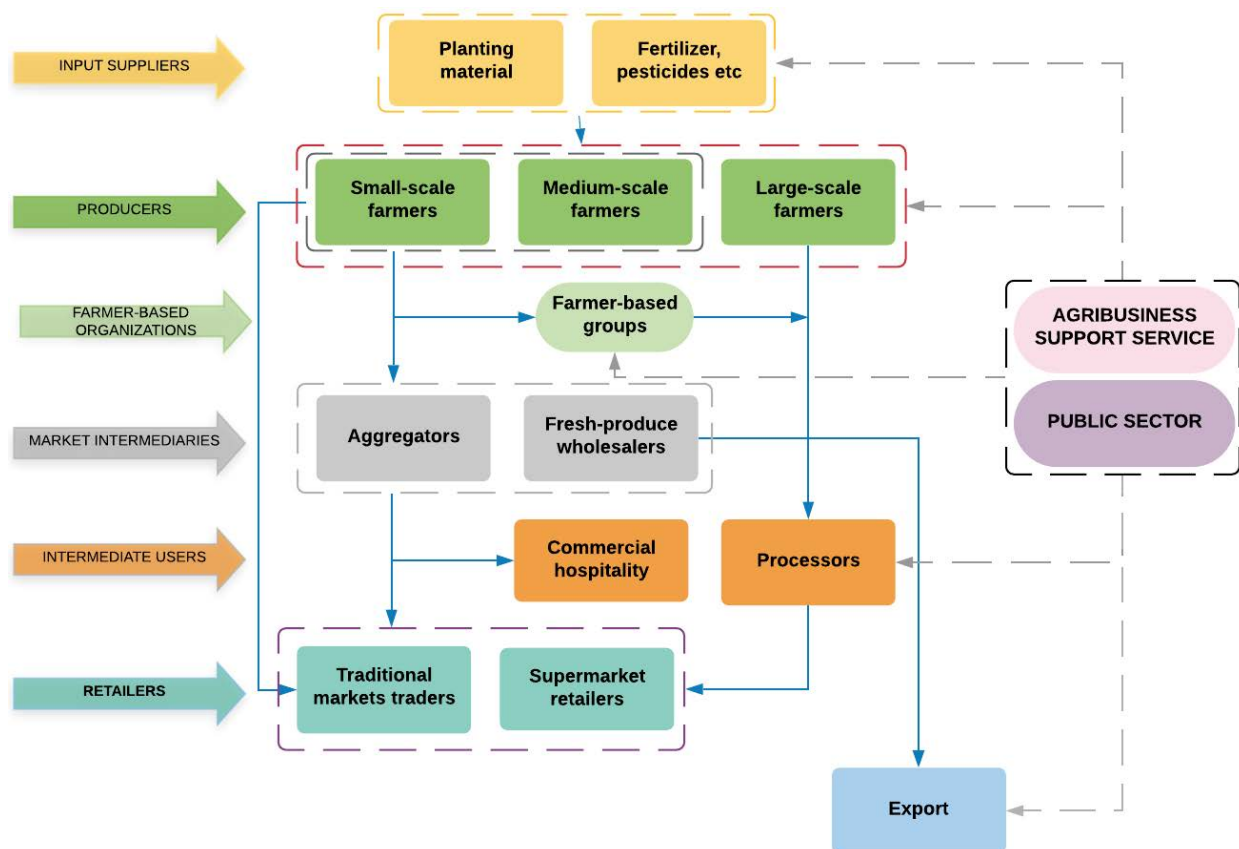 INPUT SUPPLIERS
Planting
material
Fertilizer,
pesticides etc
PRODUCERS
Small-scale
farmers
Medium-scale
farmers
Large-scale
farmers
FARMER-BASED
ORGANIZATIONS
Farmer-based
groups
AGRIBUSINESS
SUPPORT SERVICE
PUBLIC SECTOR
MARKET INTERMEDIARIES
Aggregators
Fresh-produce
wholesalers
INTERMEDIATE USERS
Commercial
hospitality
Processors
RETAILERS
Traditional
markets traders
Supermarket
retailers
Export